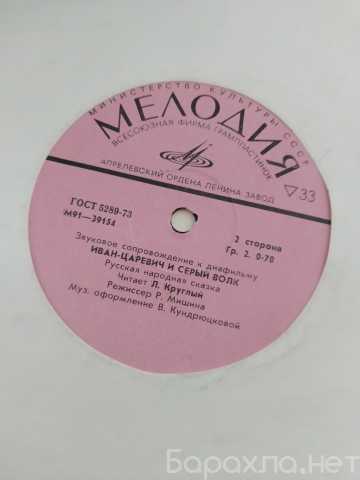 МИНИСТЕРСТВО КУЛЬТУРЫ СССР
МЕЛОДИЯ
ВСЕСОЮЗНАЯ ФИРМА ГРАМПЛАСТИНОК
АПРЕЛЕВСКИЙ ОРДЕНА ЛЕНИНА ЗАВОД
▽33
ГОСТ 5289-73
М91—39154
2 сторона
Гр. 2. 0-70
Звуковое сопровождение к диафильму
ИВАН-ЦАРЕВИЧ И СЕРЫЙ ВОЛК
Русская народная сказка
Читает Л. Круглый
Режиссер Р. Мишина
Муз. оформление В. Кундрюцковой
Барахла.нет